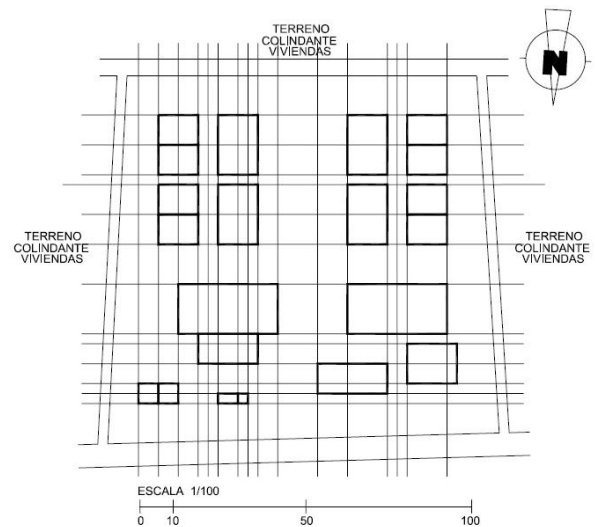 TERRENO
COLINDANTE
VIVIENDAS
N
TERRENO
COLINDANTE
VIVIENDAS
TERRENO
COLINDANTE
VIVIENDAS
ESCALA 1/100
0 10 50 100